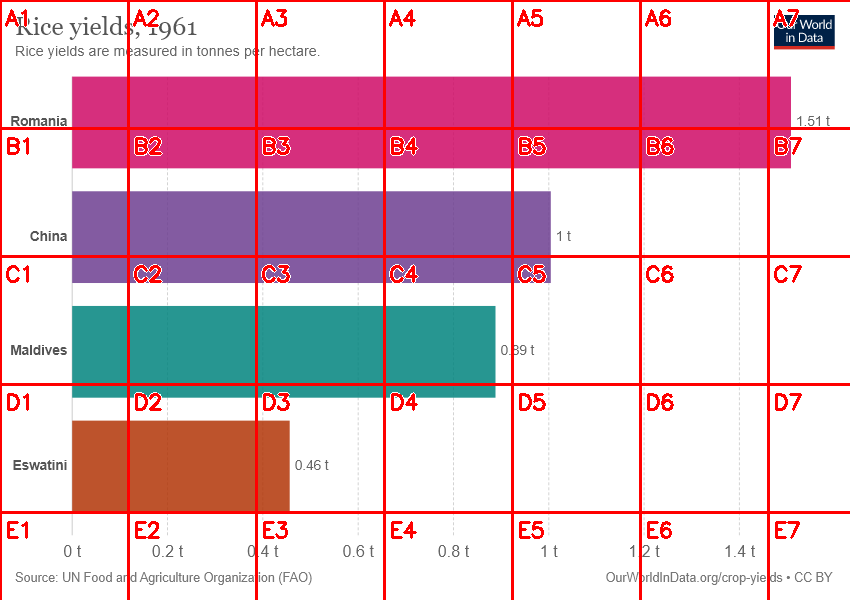 Rice yields, 1961
Rice yields are measured in tonnes per hectare.
Our World
in Data
Romania
1.51 t
China
1 t
Maldives
0.89 t
Eswatini
0.46 t
0 t
0.2 t
0.4 t
0.6 t
0.8 t
1 t
1.2 t
1.4 t
Source: UN Food and Agriculture Organization (FAO)
OurWorldInData.org/crop-yields • CC BY
A1 A2 A3 A4 A5 A6 A7
B1 B2 B3 B4 B5 B6 B7
C1 C2 C3 C4 C5 C6 C7
D1 D2 D3 D4 D5 D6 D7
E1 E2 E3 E4 E5 E6 E7